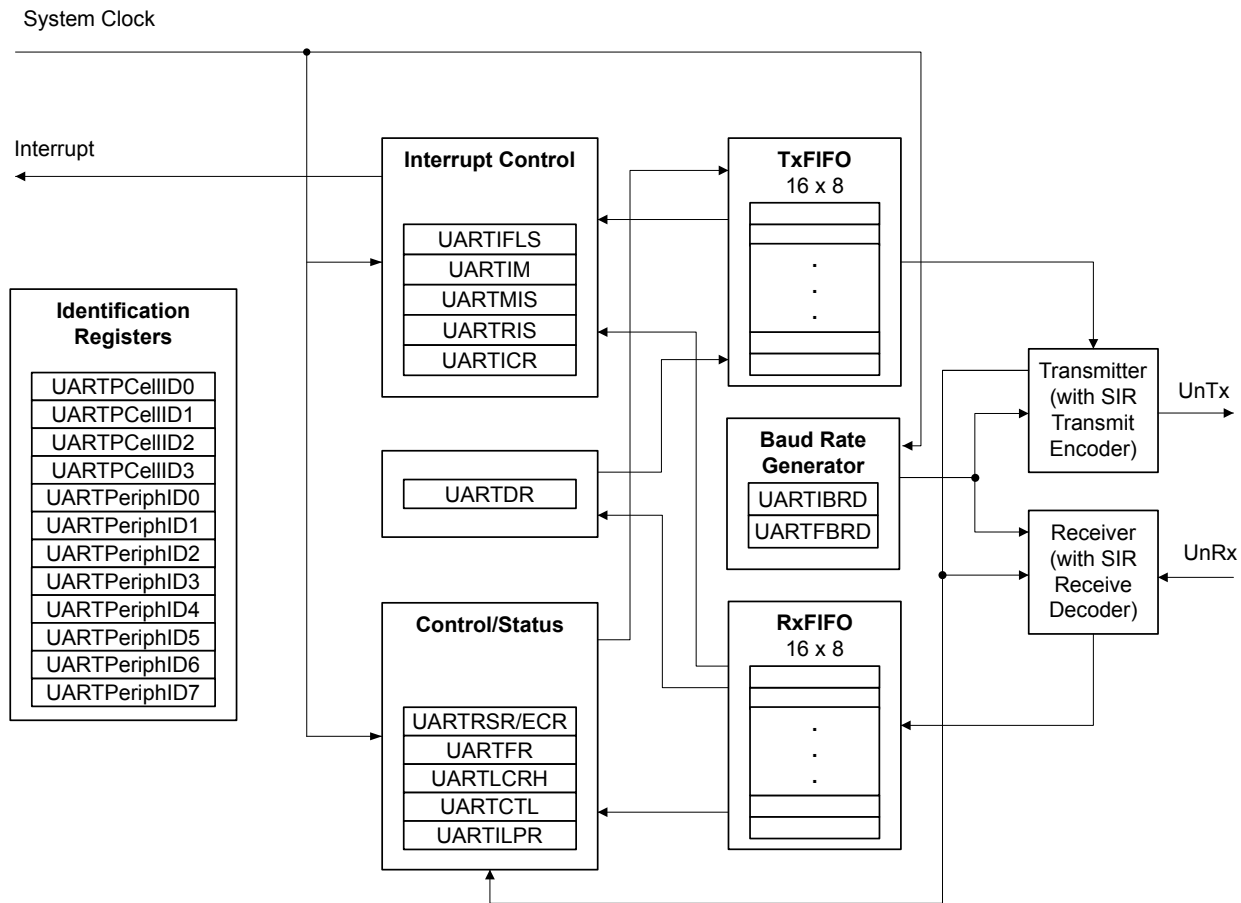 System Clock
Interrupt
Identification
Registers
UARTPCellID0
UARTPCellID1
UARTPCellID2
UARTPCellID3
UARTPeriphID0
UARTPeriphID1
UARTPeriphID2
UARTPeriphID3
UARTPeriphID4
UARTPeriphID5
UARTPeriphID6
UARTPeriphID7
Interrupt Control
UARTIFLS
UARTIM
UARTMIS
UARTRIS
UARTICR
UARTDR
Control/Status
UARTRSR/ECR
UARTFR
UARTLCRH
UARTCTL
UARTILPR
TxFIFO
16 x 8
.
.
.
Baud Rate
Generator
UARTIBRD
UARTFBRD
RxFIFO
16 x 8
.
.
.
Transmitter
(with SIR
Transmit
Encoder)
UnTx
Receiver
(with SIR
Receive
Decoder)
UnRx